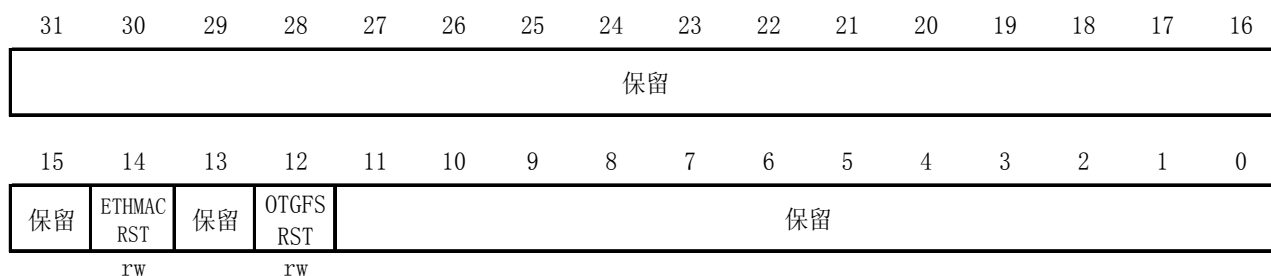 31 30 29 28 27 26 25 24 23 22 21 20 19 18 17 16
保留
15 14 13 12 11 10 9 8 7 6 5 4 3 2 1 0
保留 ETHMAC RST 保留 OTGFS RST 保留
rw rw